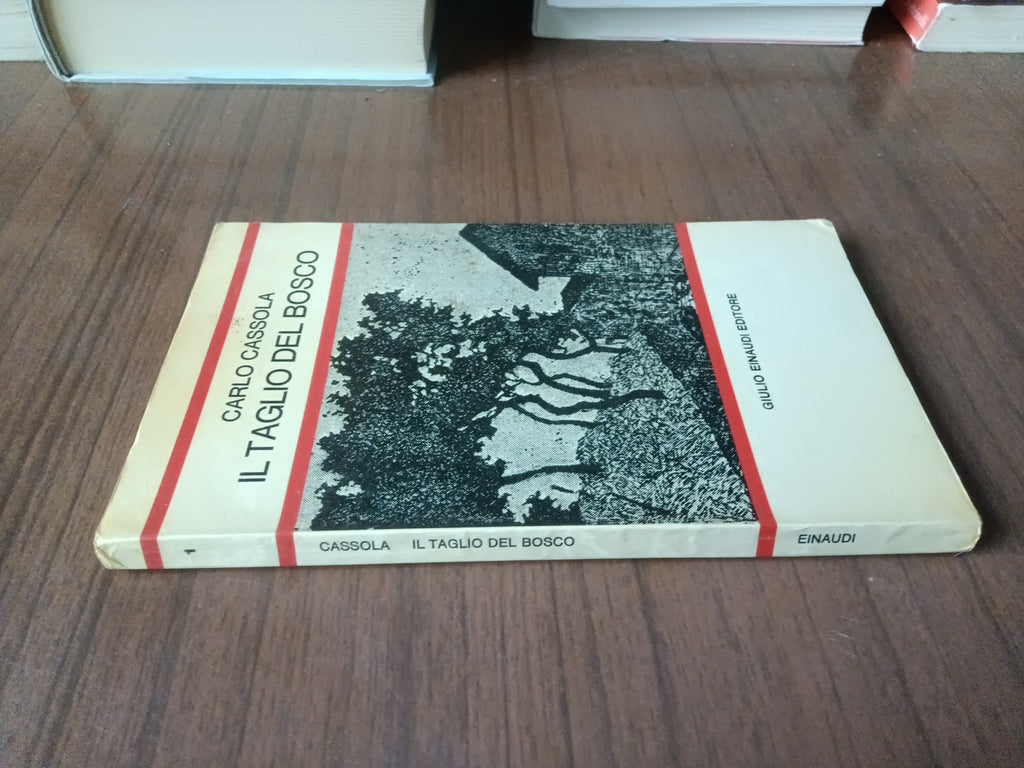 CARLO CASSOLA
IL TAGLIO DEL BOSCO
GIULIO EINAUDI EDITORE
1
CASSOLA IL TAGLIO DEL BOSCO
EINAUDI